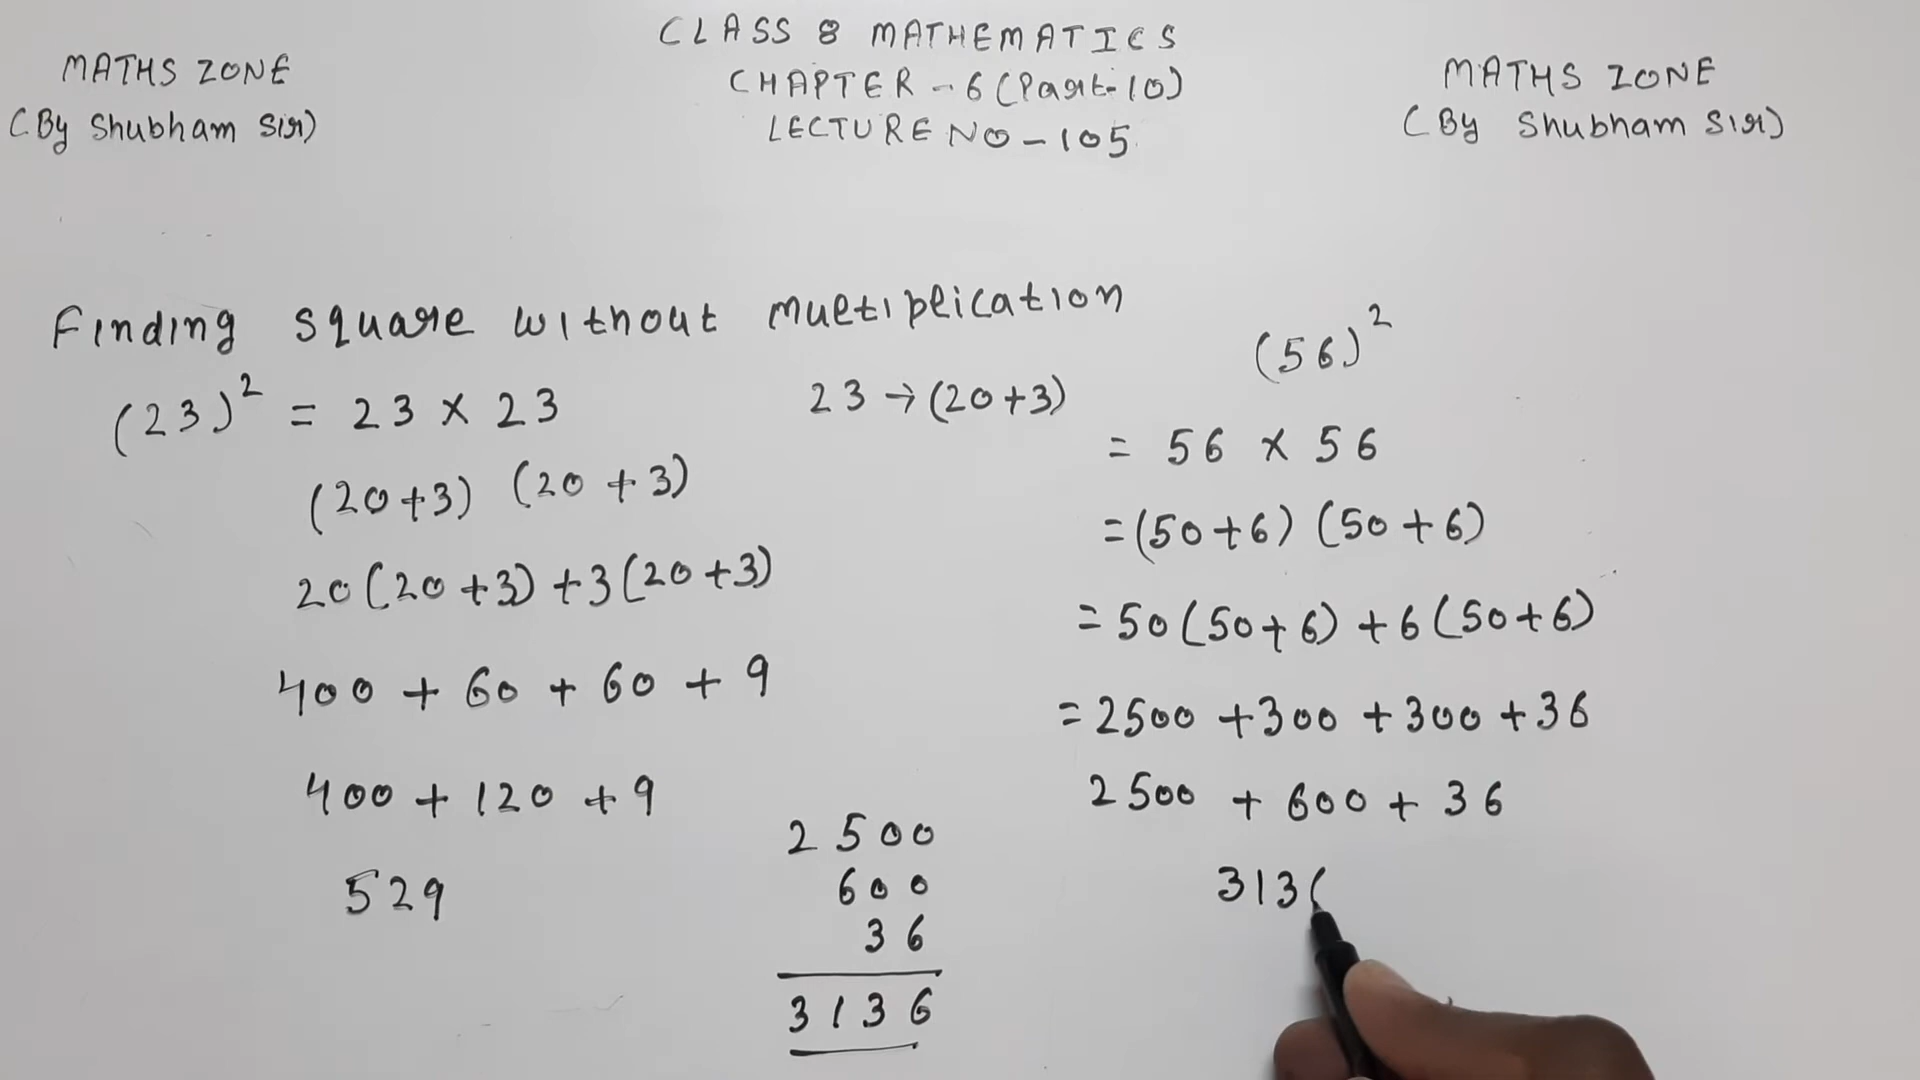 CLASS 8 MATHEMATICS
CHAPTER - 6 (Part-10)
LECTURE NO - 105
MATHS ZONE
(By Shubham Sir)
MATHS ZONE
(By Shubham Sir)
Finding square without multiplication
(23)² = 23 × 23
(20+3) (20+3)
20(20+3)+3(20+3)
400 + 60 + 60 + 9
400 + 120 + 9
529
23 → (20+3)
2500
600
36
3136
(56)²
= 56 × 56
=(50+6) (50+6)
=50(50+6)+6(50+6)
=2500+300+300+36
2500 + 600 + 36
313